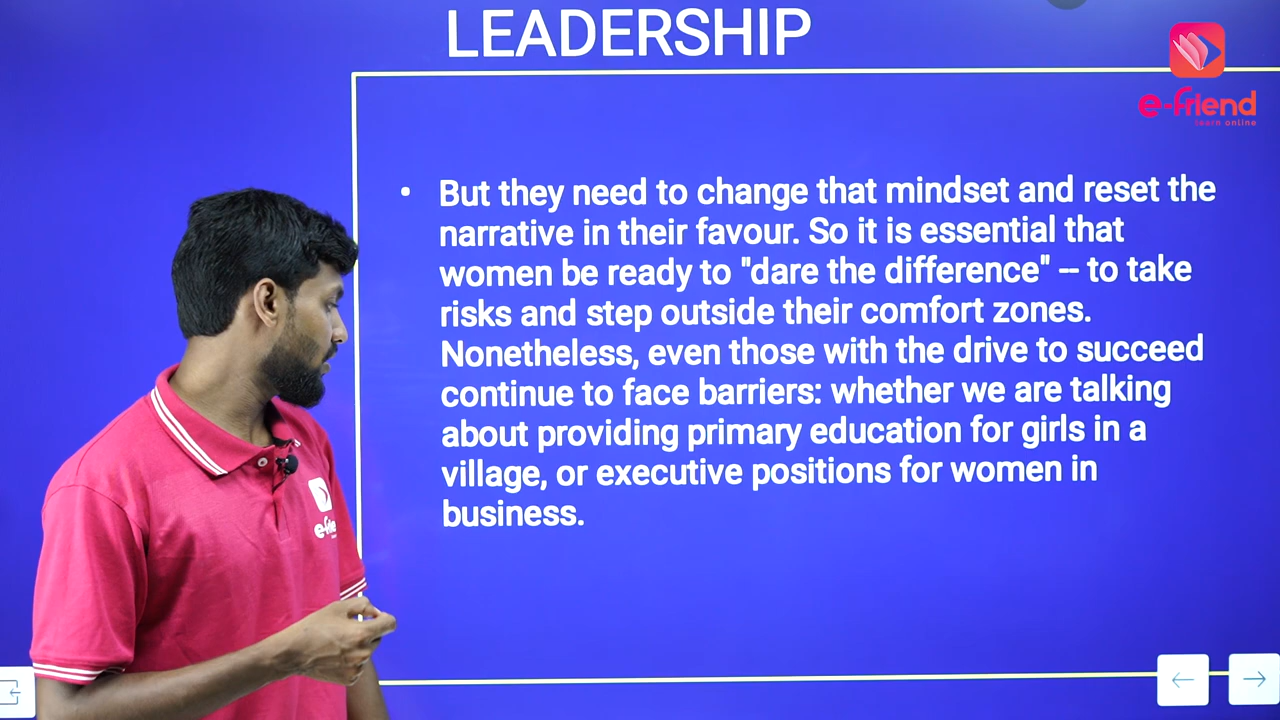 LEADERSHIP
e-friend
learn online
• But they need to change that mindset and reset the
narrative in their favour. So it is essential that
women be ready to "dare the difference" -- to take
risks and step outside their comfort zones.
Nonetheless, even those with the drive to succeed
continue to face barriers: whether we are talking
about providing primary education for girls in a
village, or executive positions for women in
business.